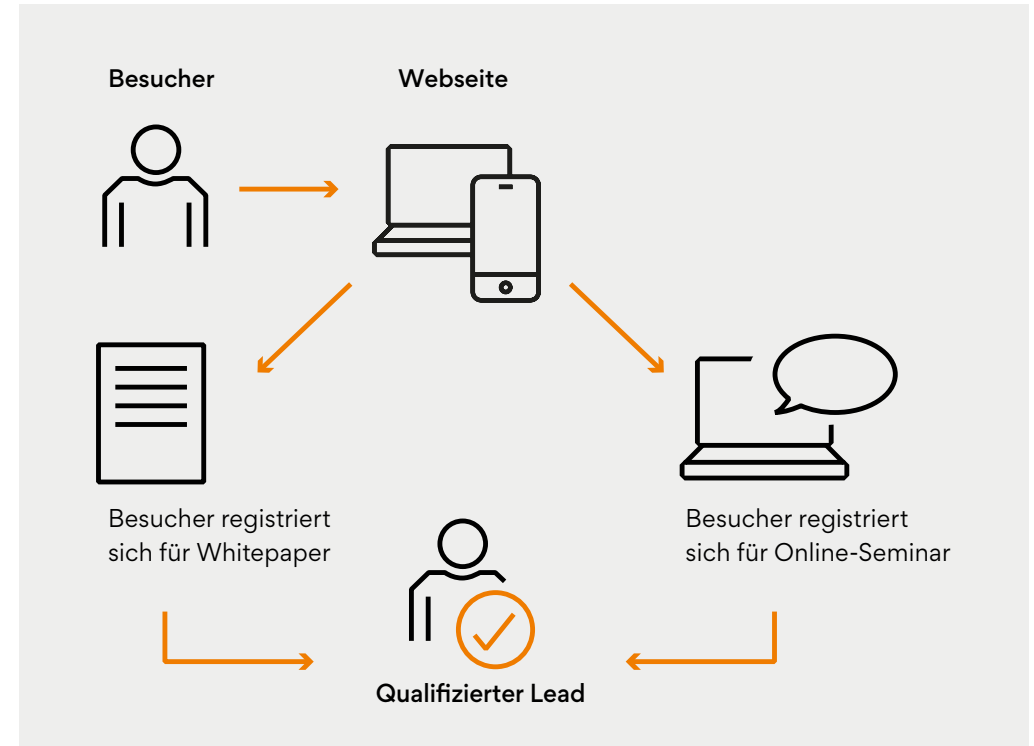 Besucher
Webseite
Besucher registriert
sich für Whitepaper
Besucher registriert
sich für Online-Seminar
Qualifizierter Lead